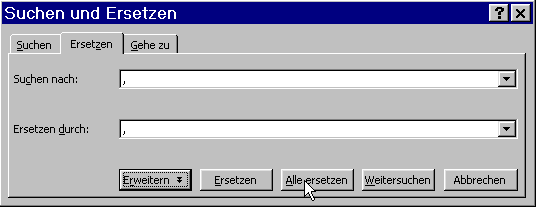 Suchen und Ersetzen
Suchen Ersetzen Gehe zu
Suchen nach: ,
Ersetzen durch: ,
Erweitern Ersetzen Alle ersetzen Weitersuchen Abbrechen